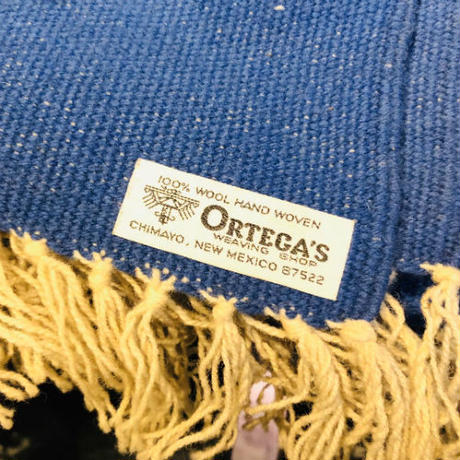 100% WOOL HAND WOVEN
ORTEGA'S
WEAVING SHOP
CHIMAYO, NEW MEXICO 87522